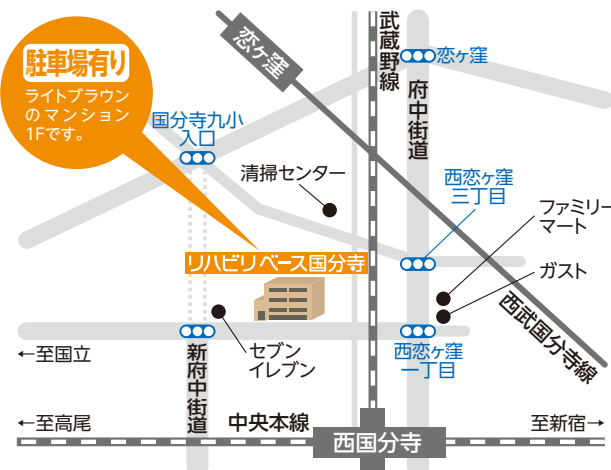 駐車場有り
ライトブラウン
のマンション
1Fです。
恋ヶ窪
武蔵野線
恋ヶ窪
府中街道
国分寺九小
入口
清掃センター
西恋ヶ窪
三丁目
ファミリー
マート
リハビリベース国分寺
ガスト
西武国分寺線
←至国立
新府中街道
セブン
イレブン
西恋ヶ窪
一丁目
←至高尾
中央本線
西国分寺
至新宿→